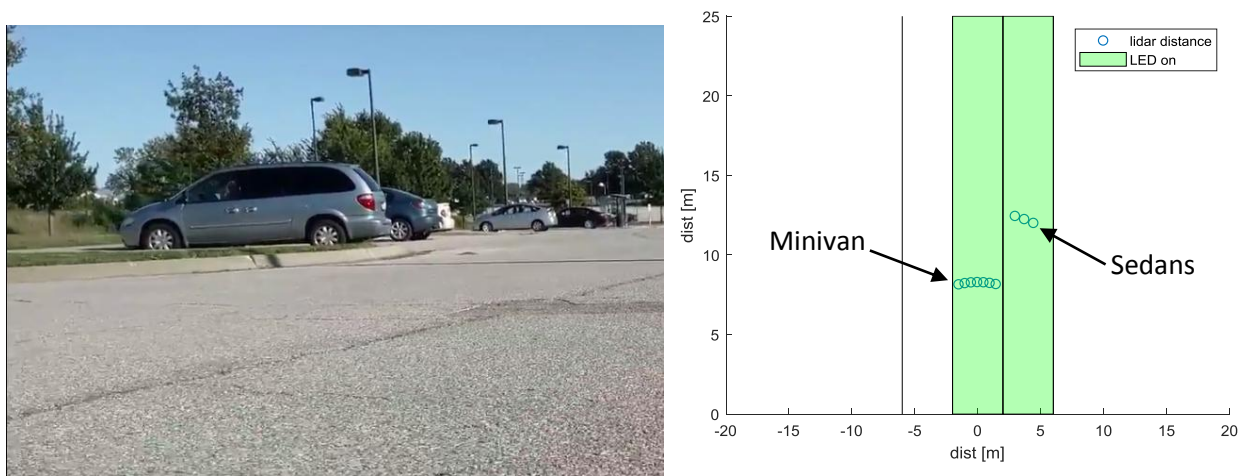 25
20
15
10
5
0
dist [m]
lidar distance
LED on
Minivan
Sedans
-20 -15 -10 -5 0 5 10 15 20
dist [m]